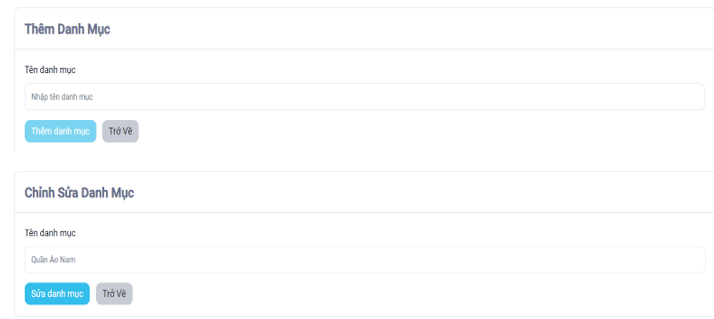 Thêm Danh Mục
Tên danh mục
Nhập tên danh mục
Thêm danh mục Trở Về
Chỉnh Sửa Danh Mục
Tên danh mục
Quần Áo Nam
Sửa danh mục Trở Về